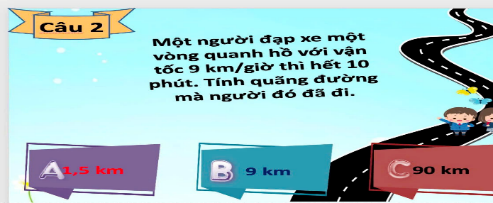 Câu 2
Một người đạp xe một
vòng quanh hồ với vận
tốc 9 km/giờ thì hết 10
phút. Tính quãng đường
mà người đó đã đi.
A 1,5 km
B 9 km
C 90 km